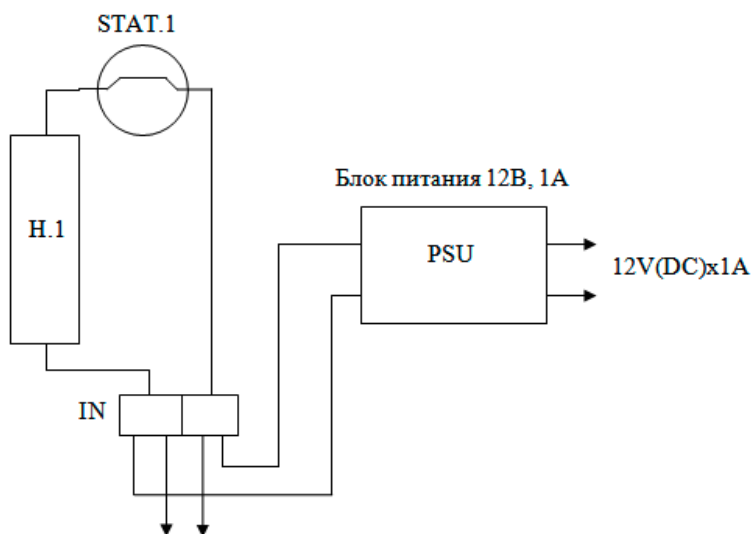 STAT.1
Блок питания 12В, 1А
H.1
PSU
12V(DC)x1A
IN